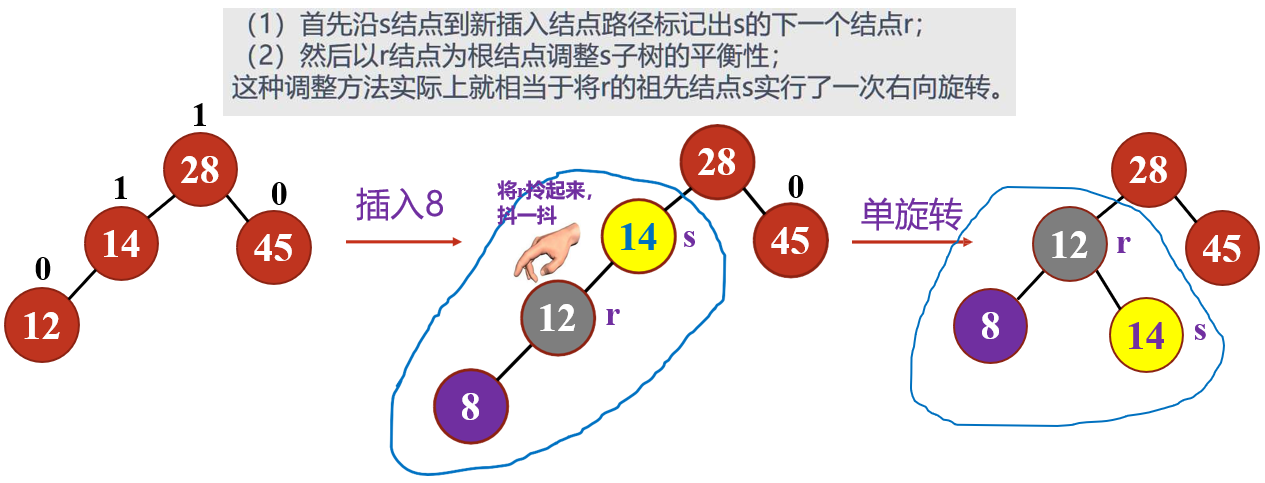 （1）首先沿s结点到新插入结点路径标记出s的下一个结点r；
（2）然后以r结点为根结点调整s子树的平衡性；
这种调整方法实际上就相当于将r的祖先结点s实行了一次右向旋转。
1
28
1
0
14
45
0
12
插入8
将r拎起来，
抖一抖
28
0
14
s
45
12
r
8
单旋转
28
12
r
45
8
14
s